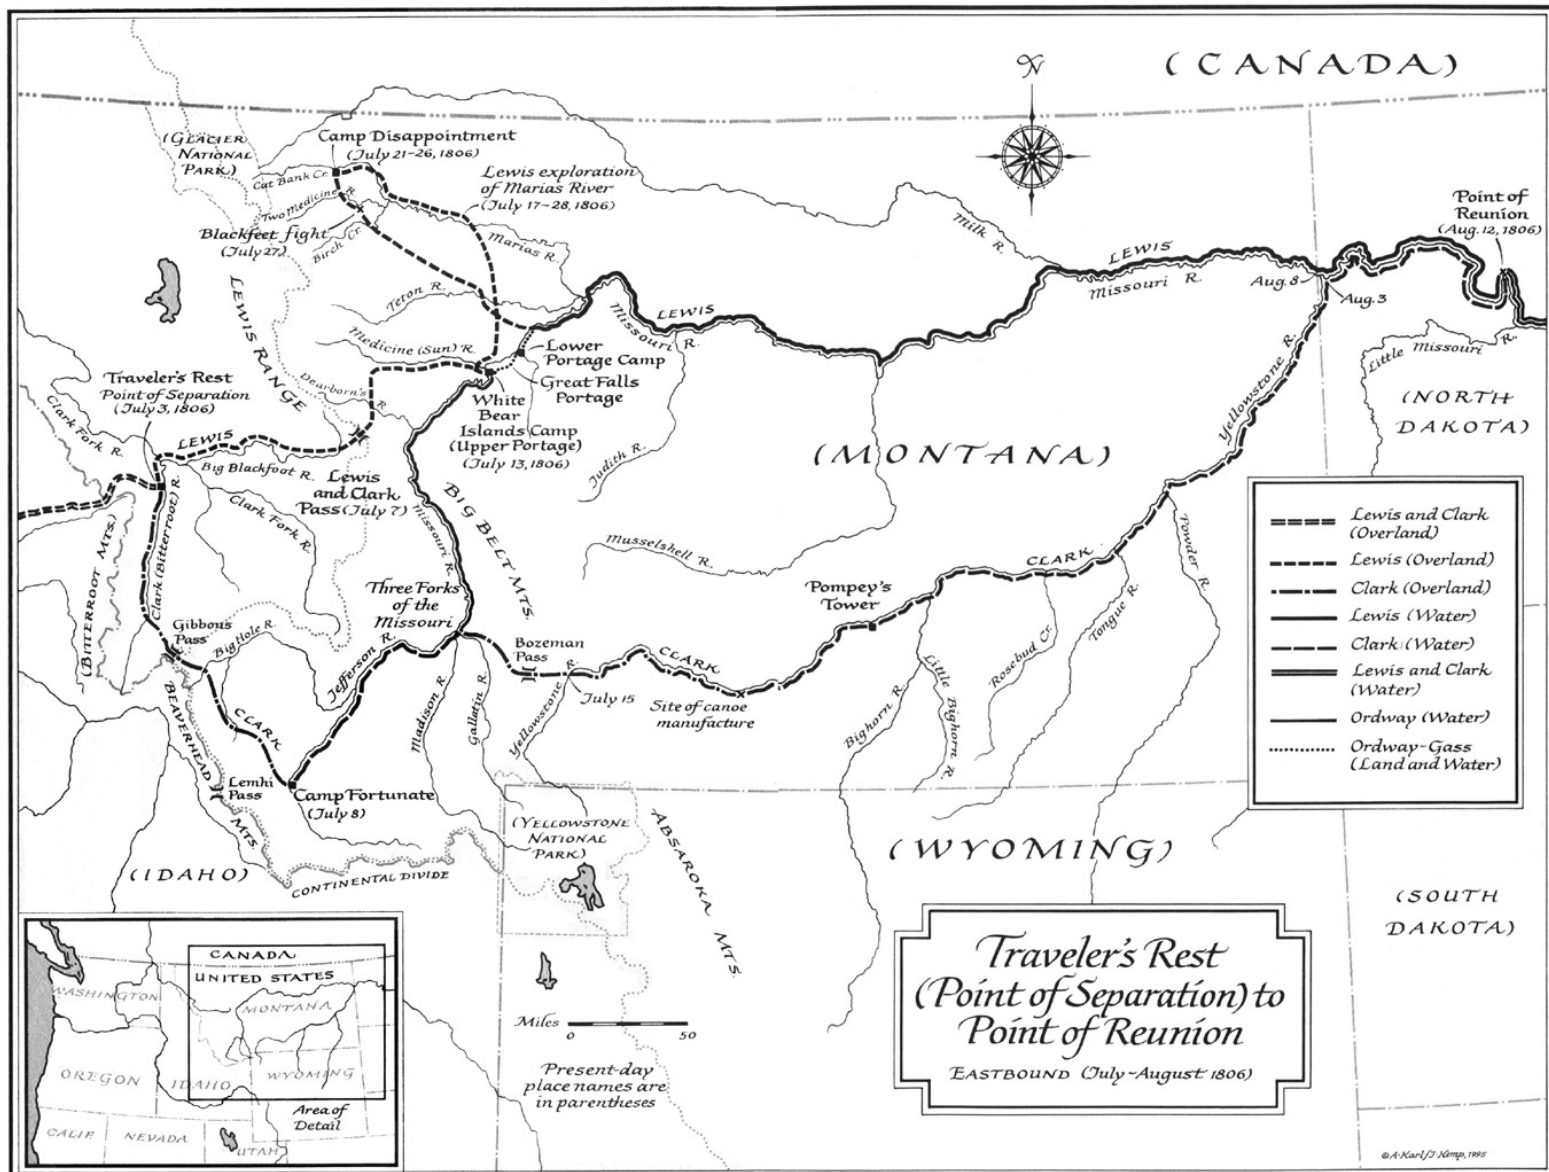 (CANADA)
N
(GLACIER
NATIONAL
PARK)
Camp Disappointment
(July 21-26, 1806)
Cut Bank Cr.
Two Medicine R.
Lewis exploration
of Marias River
(July 17-28, 1806)
Blackfeet fight
(July 27)
Birch Cr.
Marias R.
Milk R.
Point of
Reunion
(Aug. 12, 1806)
LEWIS
Missouri R.
Aug. 8
Aug. 3
LEWIS RANGE
Teton R.
Missouri R.
LEWIS
Medicine (Sun) R.
Lower
Portage Camp
Great Falls
Portage
Little Missouri R.
Yellowstone R.
Traveler's Rest
Point of Separation
(July 3, 1806)
Dearborn's R.
White
Bear
Islands Camp
(Upper Portage)
(July 13, 1806)
(NORTH
DAKOTA)
Clark Fork R.
LEWIS
Big Blackfoot R.
Judith R.
(MONTANA)
Lewis
and Clark
Pass (July 7)
Clark Fork R.
BIG BELT MTS.
Missouri R.
(BITTERROOT MTS.)
Clark (Bitterroot) R.
Musselshell R.
Powder R.
CLARK
Tongue R.
Three Forks
of the
Missouri
Pompey's
Tower
Gibbons
Pass
Big Hole R.
Jefferson R.
Bozeman
Pass
CLARK
Rosebud Cr.
Yellowstone R.
July 15
Site of canoe
manufacture
Bighorn R.
Little Bighorn R.
Madison R.
Gallatin R.
CLARK
BEAVERHEAD MTS.
Lemhi
Pass
Camp Fortunate
(July 8)
(YELLOWSTONE
NATIONAL
PARK)
ABSAROKA MTS.
(WYOMING)
(IDAHO)
CONTINENTAL DIVIDE
(SOUTH
DAKOTA)
Lewis and Clark
(Overland)
Lewis (Overland)
Clark (Overland)
Lewis (Water)
Clark (Water)
Lewis and Clark
(Water)
Ordway (Water)
Ordway-Gass
(Land and Water)
CANADA
UNITED STATES
WASHINGTON
MONTANA
OREGON
IDAHO
WYOMING
CALIF.
NEVADA
UTAH
Area of
Detail
Miles
0 50
Present-day
place names are
in parentheses
Traveler's Rest
(Point of Separation) to
Point of Reunion
EASTBOUND (July - August 1806)
© A. Karl/J. Kemp, 1995